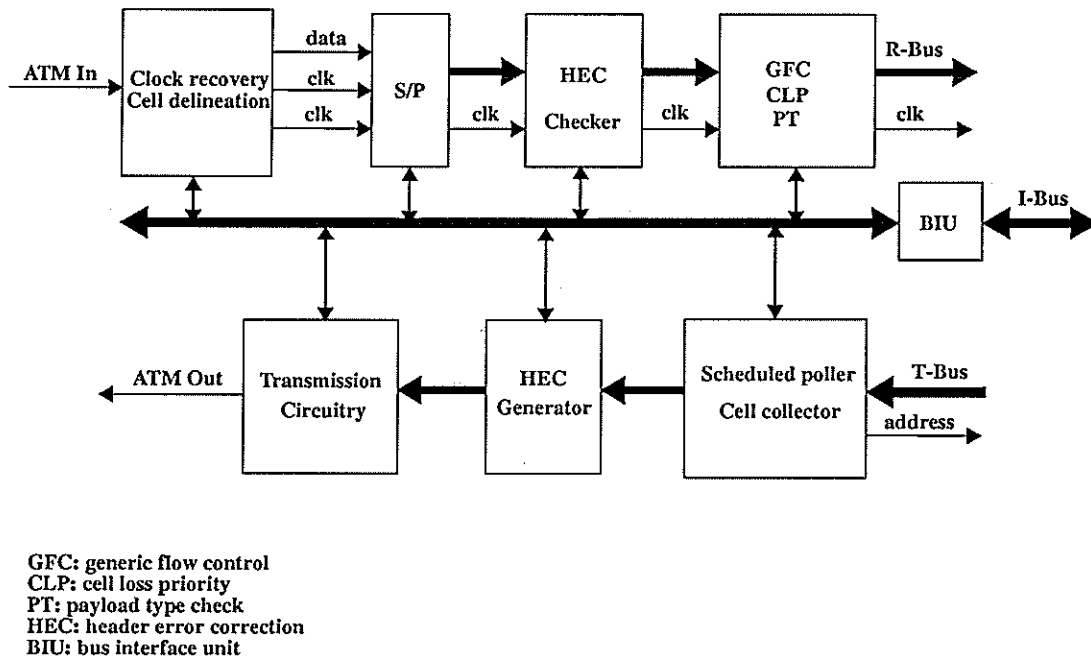 ATM In
Clock recovery
Cell delineation
data
clk
clk
S/P
clk
HEC
Checker
clk
GFC
CLP
PT
R-Bus
clk
BIU
I-Bus
ATM Out
Transmission
Circuitry
HEC
Generator
Scheduled poller
Cell collector
T-Bus
address
GFC: generic flow control
CLP: cell loss priority
PT: payload type check
HEC: header error correction
BIU: bus interface unit